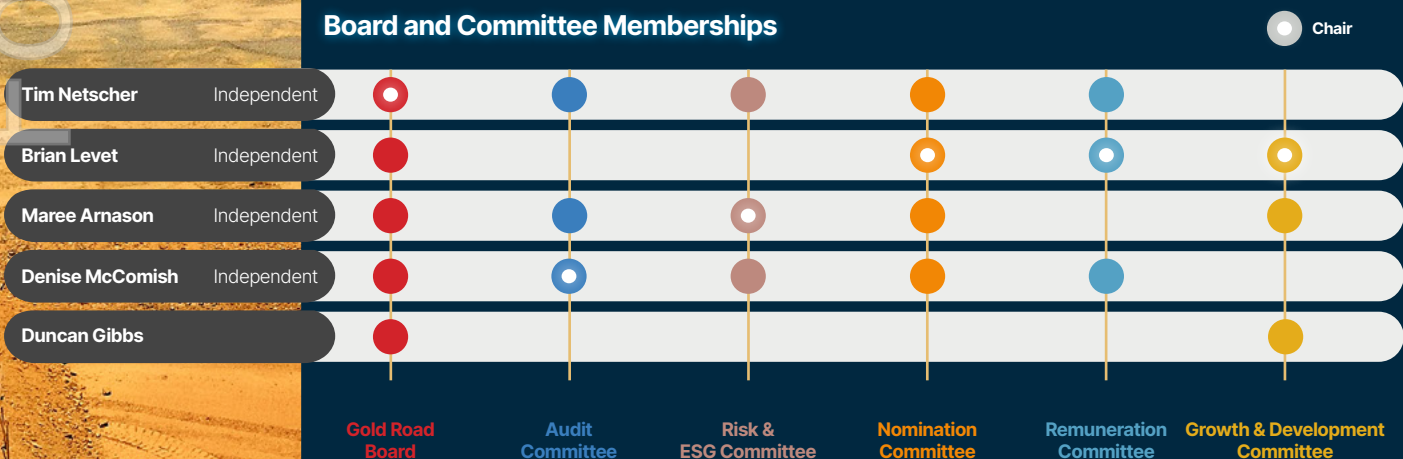 Board and Committee Memberships
Chair
Tim Netscher Independent
Brian Levet Independent
Maree Arnason Independent
Denise McComish Independent
Duncan Gibbs
Gold Road Audit Risk & Nomination Remuneration Growth & Development
Board Committee ESG Committee Committee Committee Committee